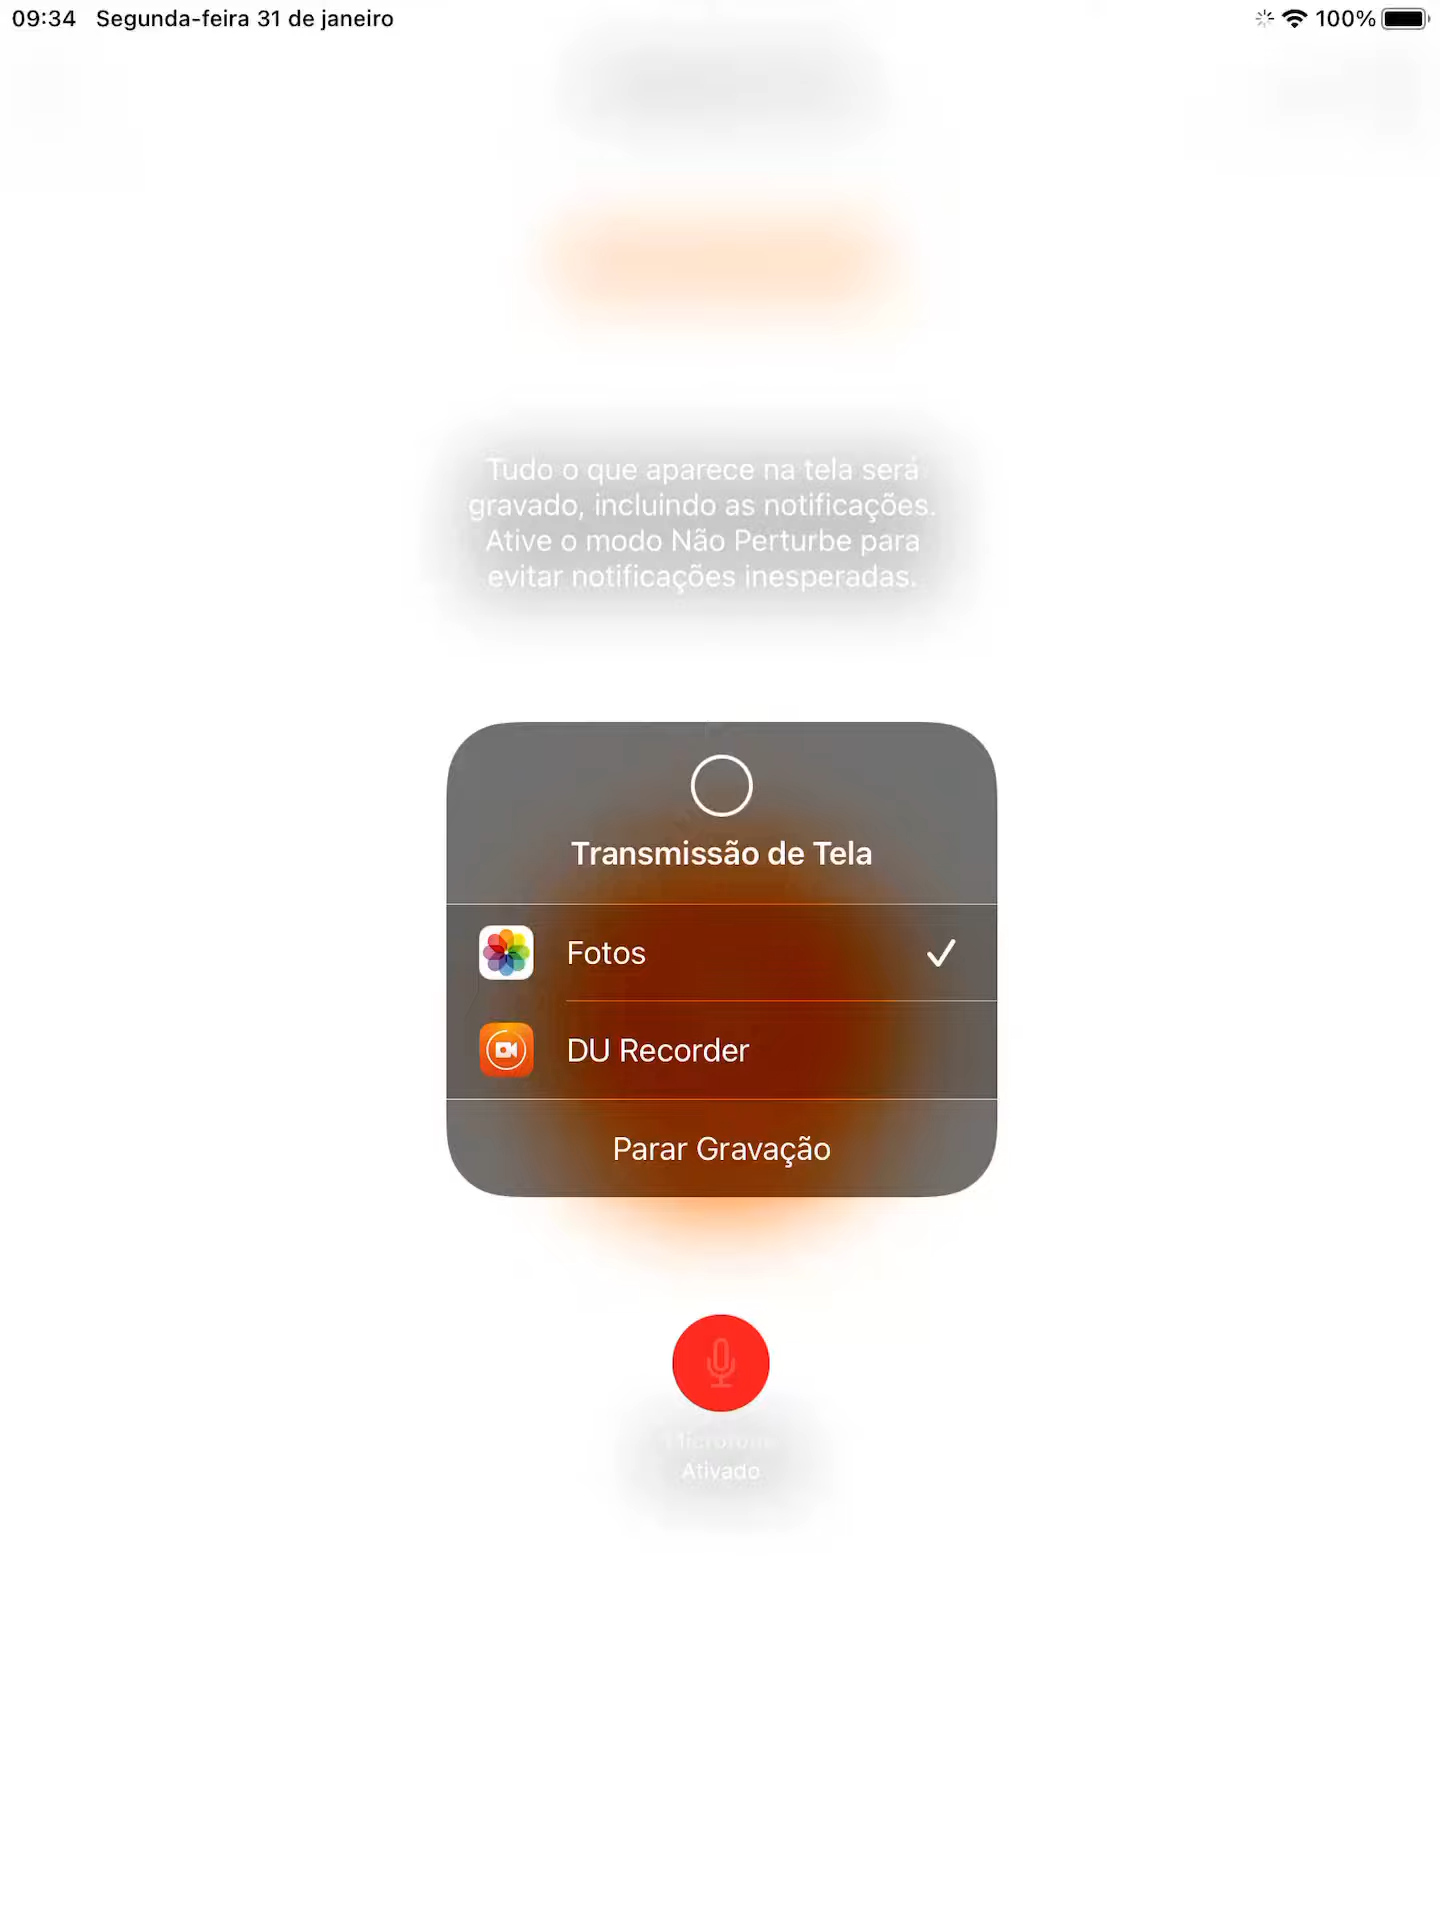 09:34 Segunda-feira 31 de janeiro 100%
Tudo o que aparece na tela será
gravado, incluindo as notificações.
Ative o modo Não Perturbe para
evitar notificações inesperadas.
Transmissão de Tela
Fotos
DU Recorder
Parar Gravação
Microfone
Ativado